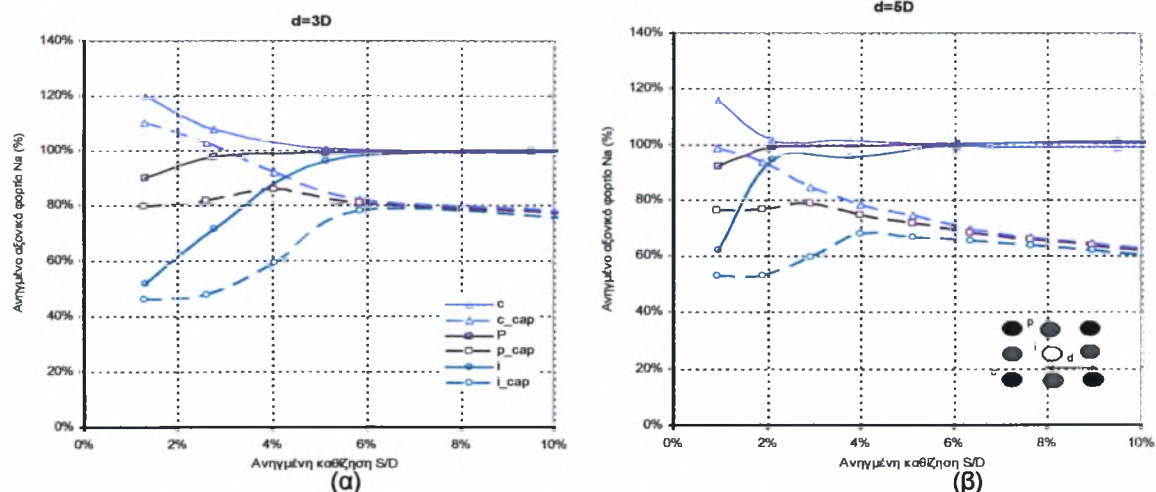 d=3D
140%
120%
100%
80%
60%
40%
20%
0%
0% 2% 4% 6% 8% 10%
Ανηγμένο αξονικό φορτίο Na (%)
Ανηγμένη καθίζηση S/D
c
c_cap
P
p_cap
i
i_cap
(α)
d=5D
140%
120%
100%
80%
60%
40%
20%
0%
0% 2% 4% 6% 8% 10%
Ανηγμένο αξονικό φορτίο Na (%)
Ανηγμένη καθίζηση S/D
p
i
d
(β)